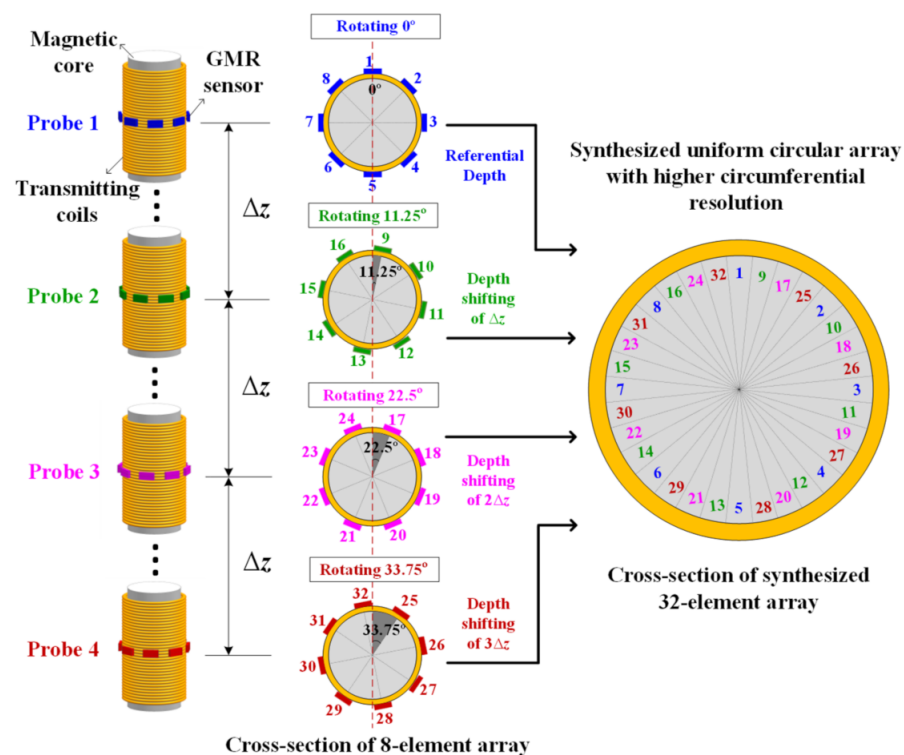 Magnetic
core
GMR
sensor
Probe 1
Transmitting
coils
Δz
Probe 2
Δz
Probe 3
Δz
Probe 4
Rotating 0°
1
2
3
4
5
6
7
8
0°
Referential
Depth
Rotating 11.25°
9
10
11
12
13
14
15
16
11.25°
Depth
shifting
of Δz
Rotating 22.5°
17
18
19
20
21
22
23
24
22.5°
Depth
shifting
of 2Δz
Rotating 33.75°
25
26
27
28
29
30
31
32
33.75°
Depth
shifting
of 3Δz
Cross-section of 8-element array
Synthesized uniform circular array
with higher circumferential
resolution
1
9
17
25
2
10
18
26
3
11
19
27
4
12
20
28
5
13
21
29
6
14
22
30
7
15
23
31
8
16
24
32
Cross-section of synthesized
32-element array